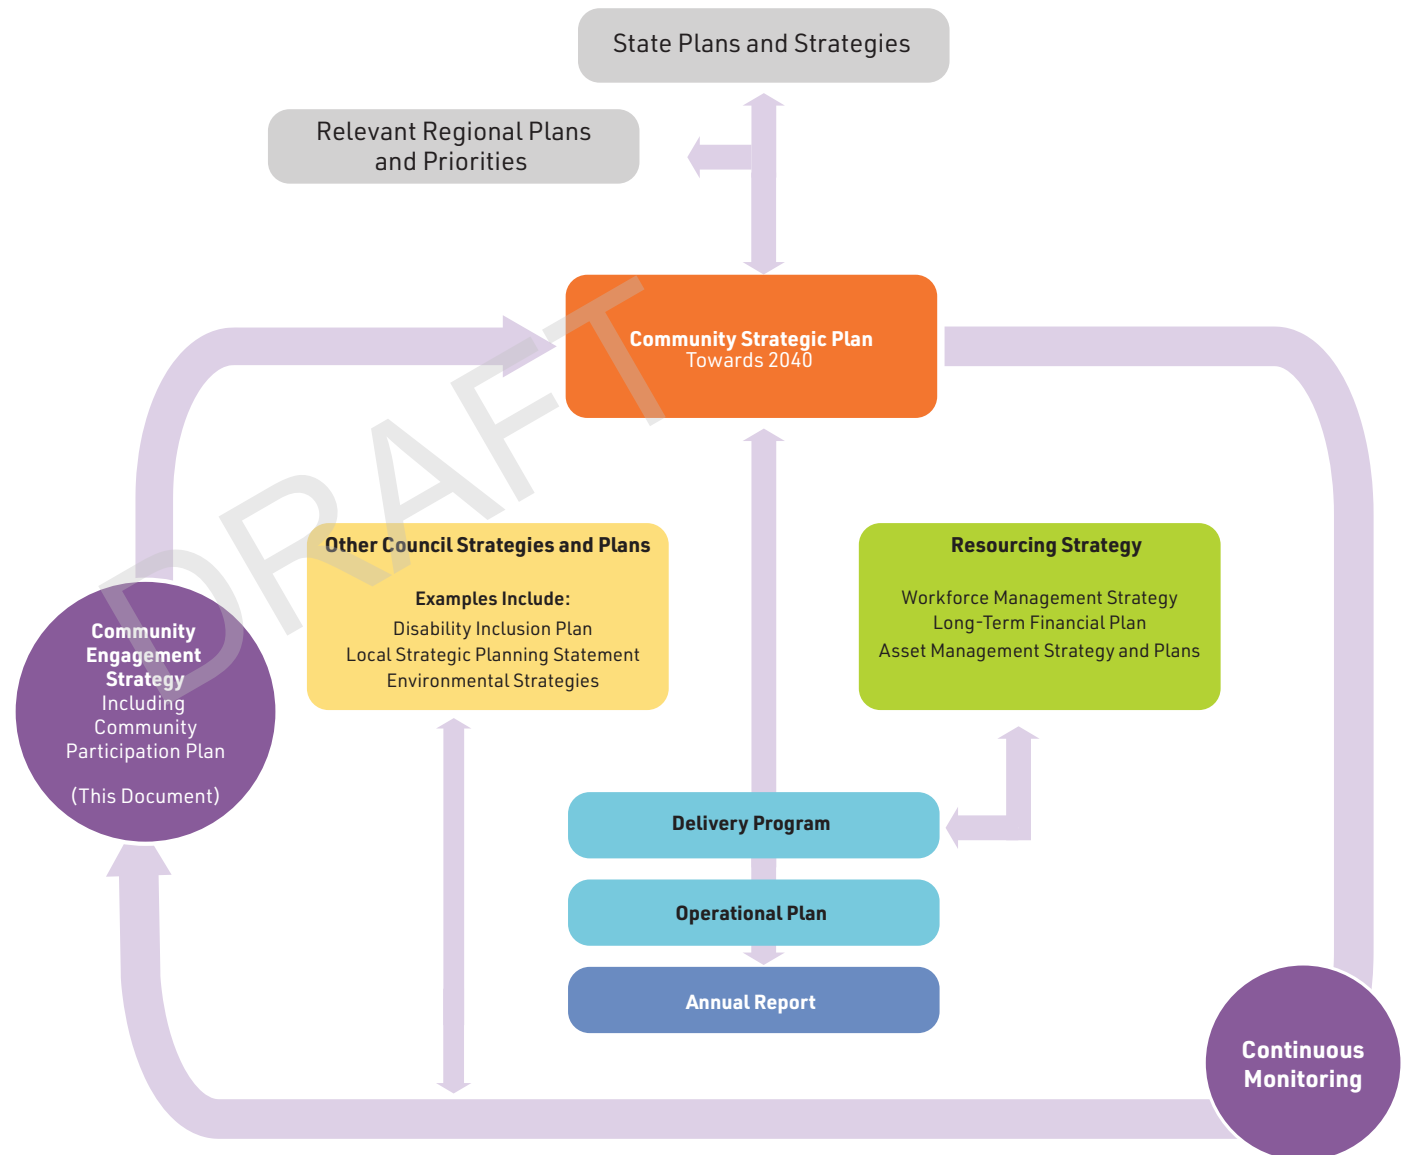 State Plans and Strategies
Relevant Regional Plans
and Priorities
Community Strategic Plan
Towards 2040
DRAFT
Other Council Strategies and Plans
Examples Include:
Disability Inclusion Plan
Local Strategic Planning Statement
Environmental Strategies
Resourcing Strategy
Workforce Management Strategy
Long-Term Financial Plan
Asset Management Strategy and Plans
Community
Engagement
Strategy
Including
Community
Participation Plan
(This Document)
Delivery Program
Operational Plan
Annual Report
Continuous
Monitoring